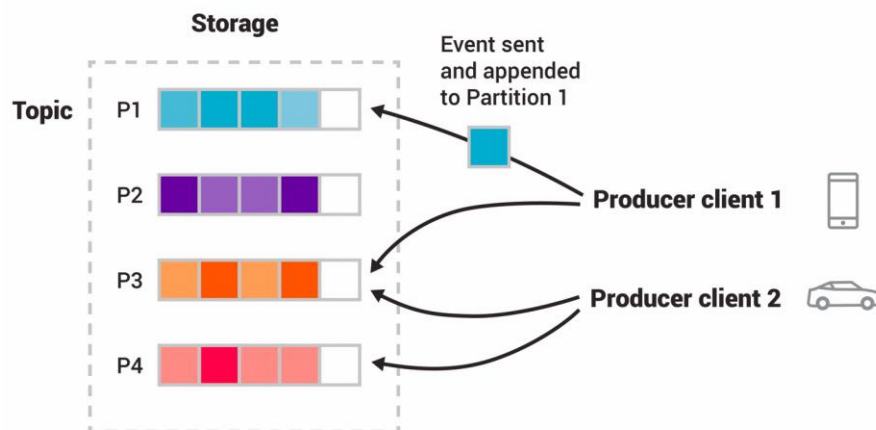 Storage
Event sent
and appended
to Partition 1
Topic
P1
P2
Producer client 1
P3
Producer client 2
P4